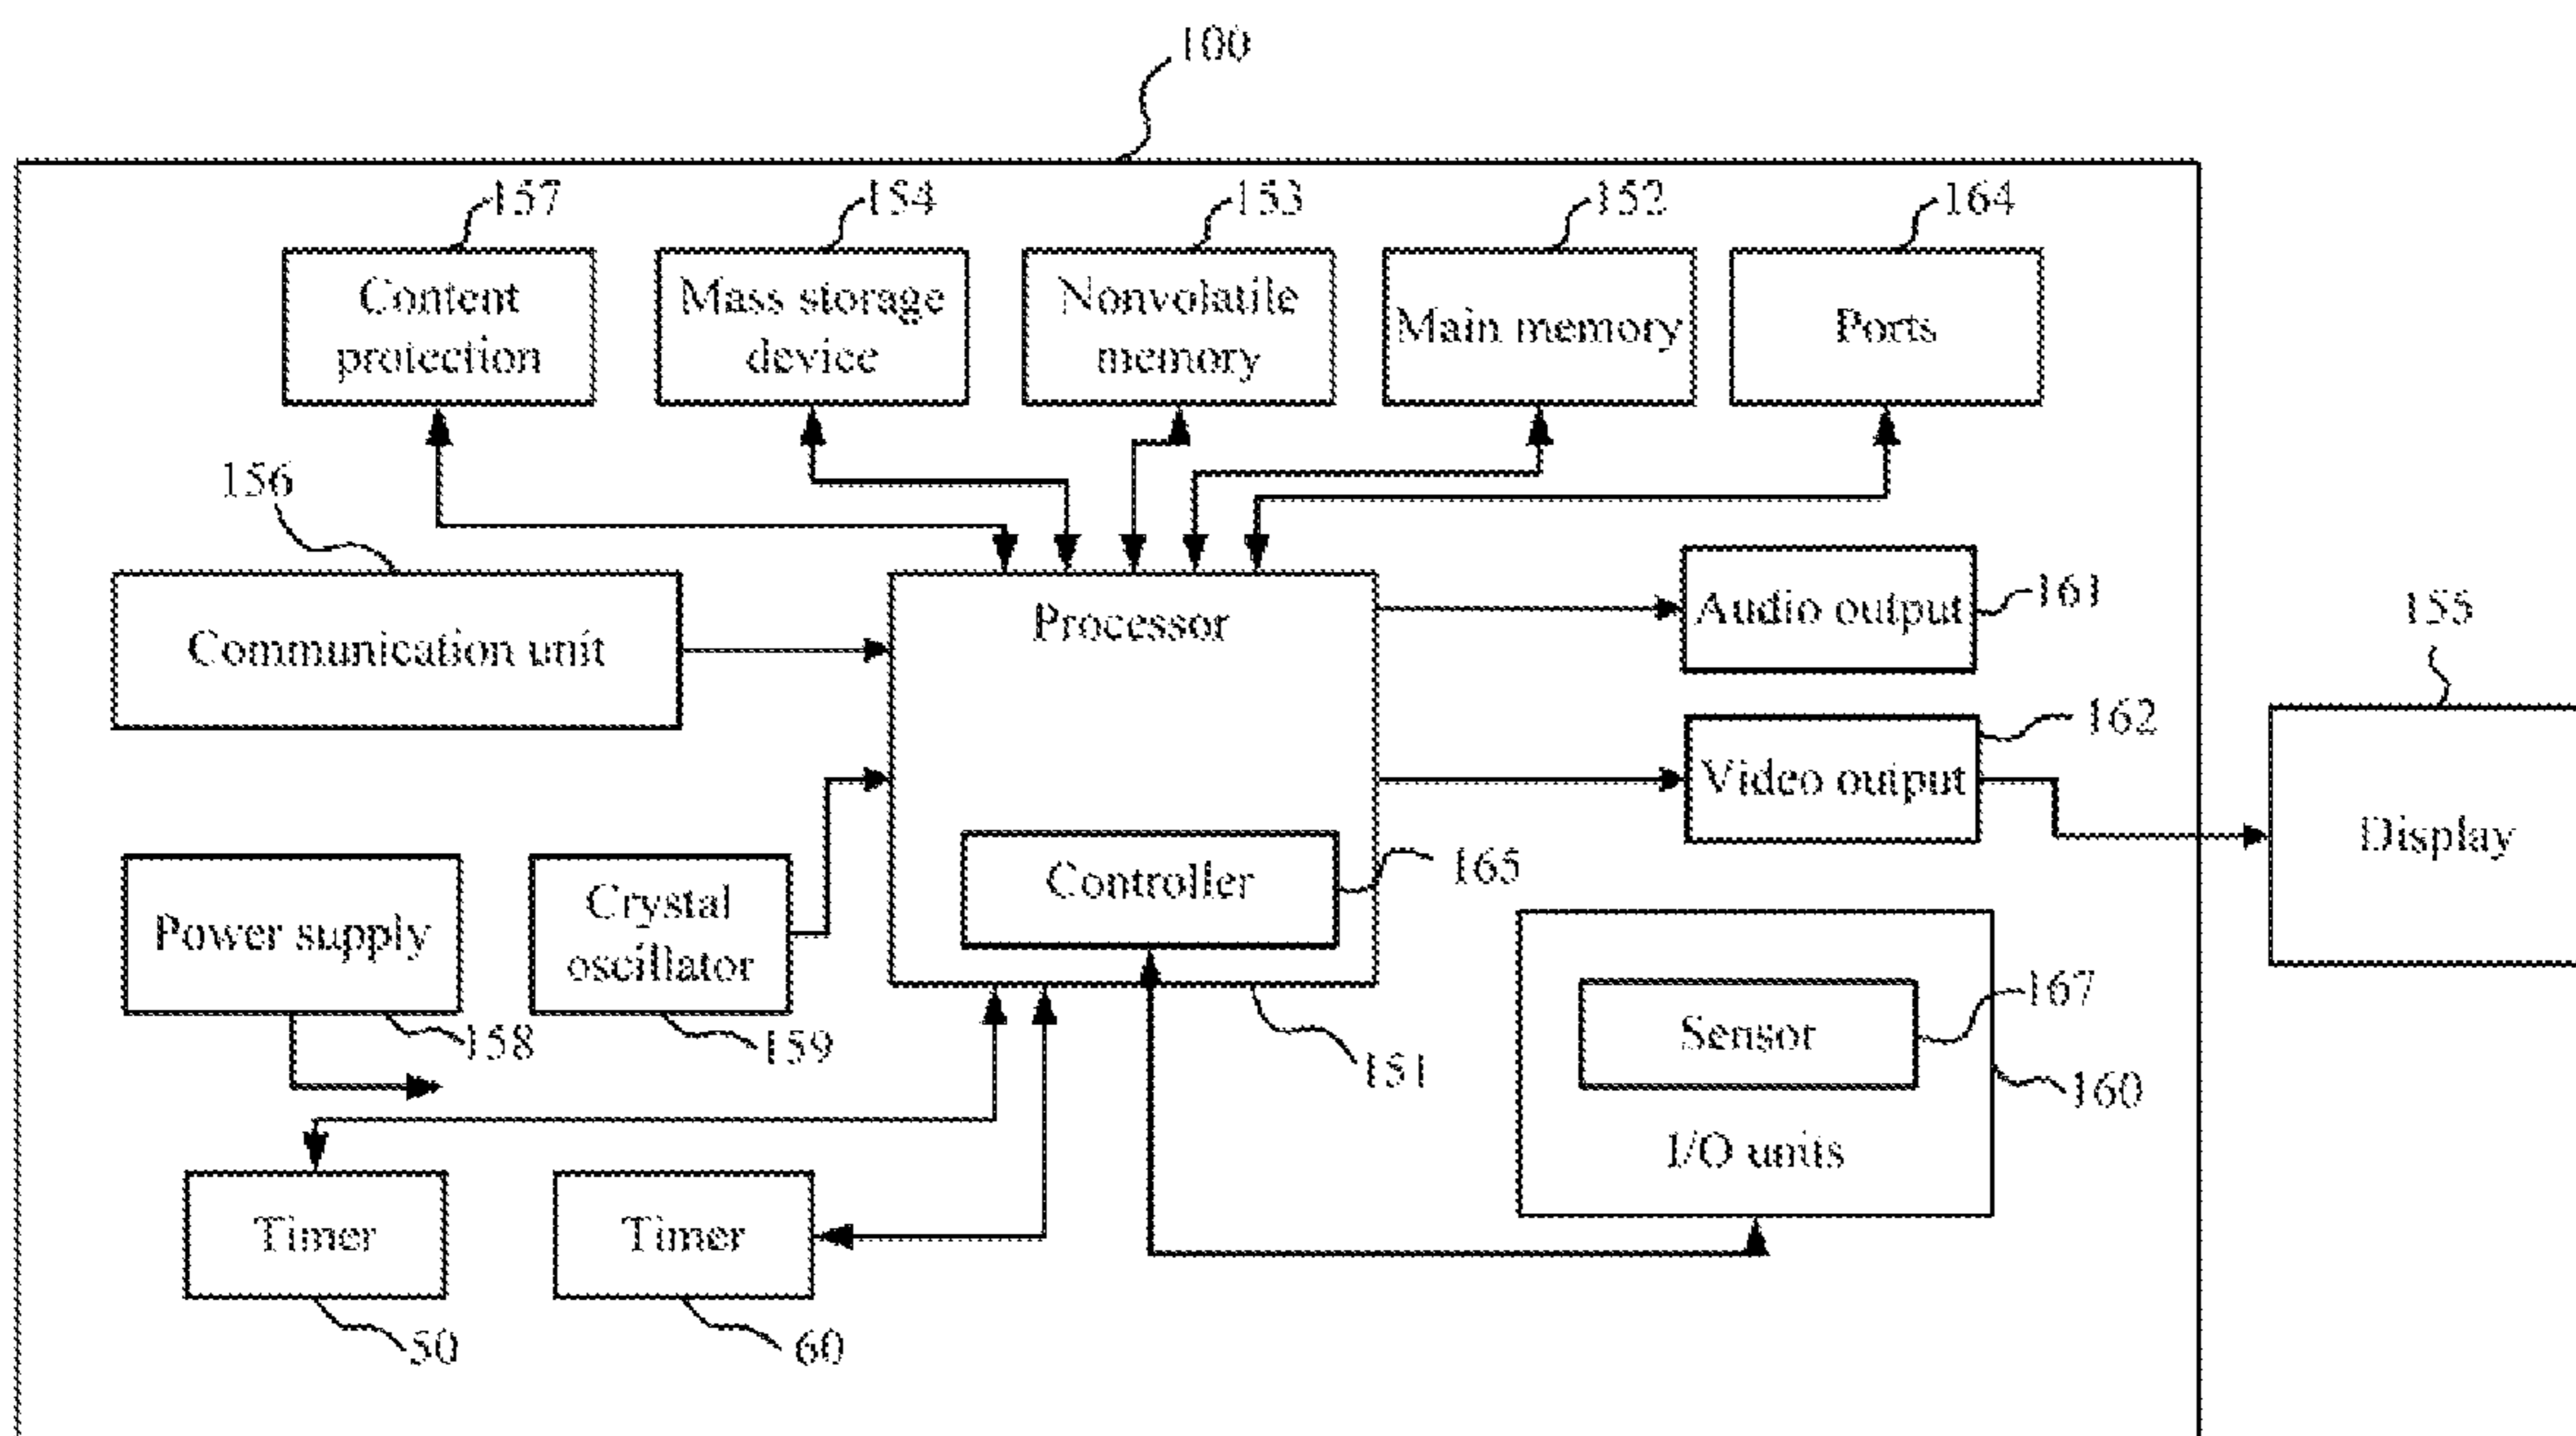 100
157
154
153
152
164
Content
protection
Mass storage
device
Nonvolatile
memory
Main memory
Ports
156
Communication unit
Processor
Audio output
161
155
162
Video output
Display
Controller
165
Power supply
Crystal
oscillator
158
159
151
Sensor
167
160
I/O units
Timer
Timer
50
60